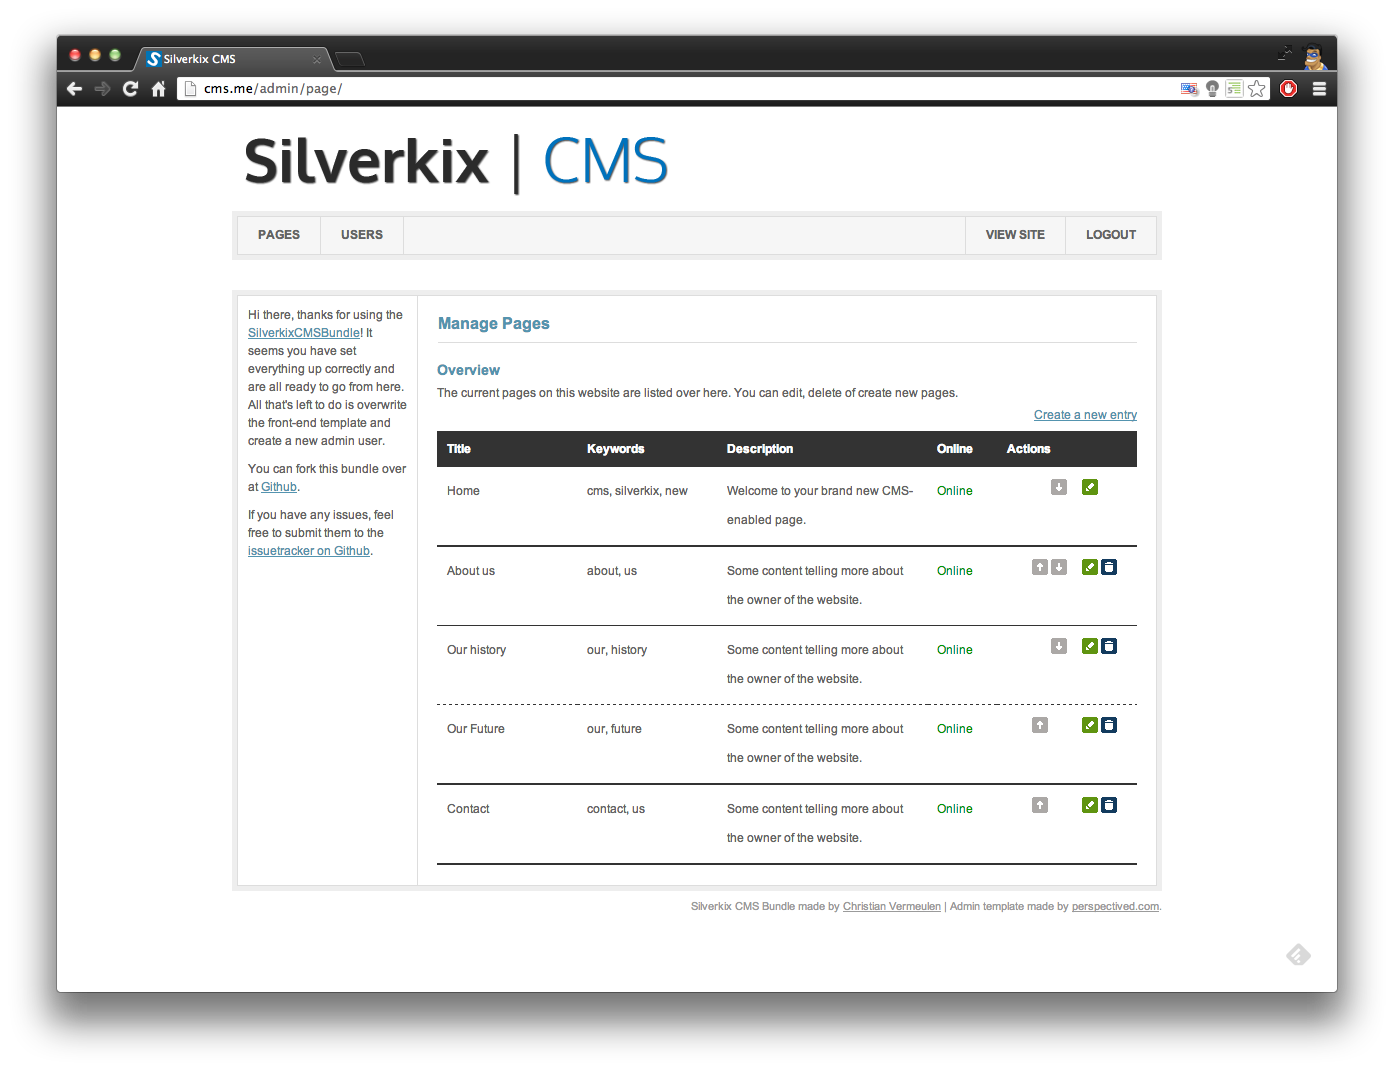 Silverkix CMS
cms.me/admin/page/
Silverkix | CMS
PAGES USERS VIEW SITE LOGOUT
Hi there, thanks for using the
SilverkixCMSBundle! It
seems you have set
everything up correctly and
are all ready to go from here.
All that's left to do is overwrite
the front-end template and
create a new admin user.
You can fork this bundle over
at Github.
If you have any issues, feel
free to submit them to the
issuetracker on Github.
Manage Pages
Overview
The current pages on this website are listed over here. You can edit, delete of create new pages.
Create a new entry
Title Keywords Description Online Actions
Home cms, silverkix, new Welcome to your brand new CMS- Online
enabled page.
About us about, us Some content telling more about Online
the owner of the website.
Our history our, history Some content telling more about Online
the owner of the website.
Our Future our, future Some content telling more about Online
the owner of the website.
Contact contact, us Some content telling more about Online
the owner of the website.
Silverkix CMS Bundle made by Christian Vermeulen | Admin template made by perspectived.com.